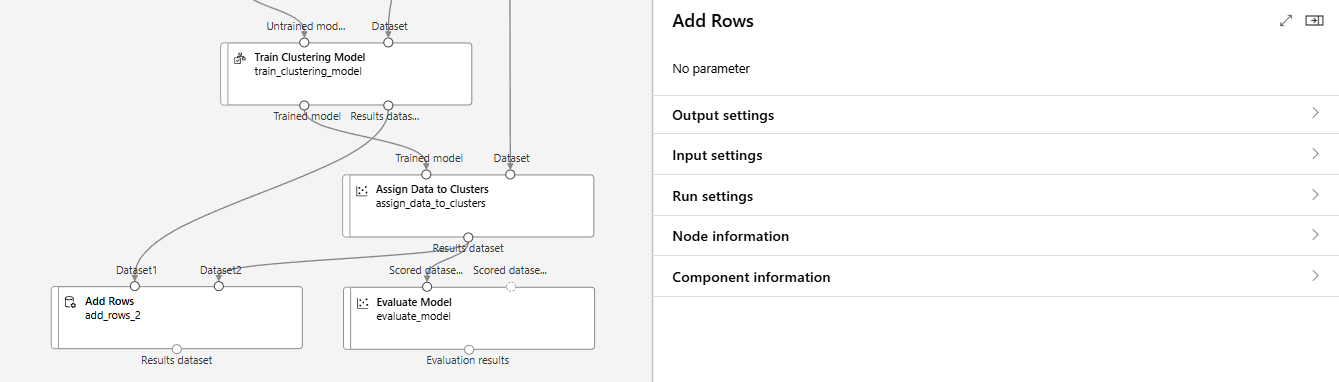 Untrained mod...
Dataset
Train Clustering Model
train_clustering_model
Trained model
Results datas...
Trained model
Dataset
Assign Data to Clusters
assign_data_to_clusters
Results dataset
Dataset1
Dataset2
Scored datase...
Scored datase...
Add Rows
add_rows_2
Evaluate Model
evaluate_model
Results dataset
Evaluation results
Add Rows
No parameter
Output settings
Input settings
Run settings
Node information
Component information